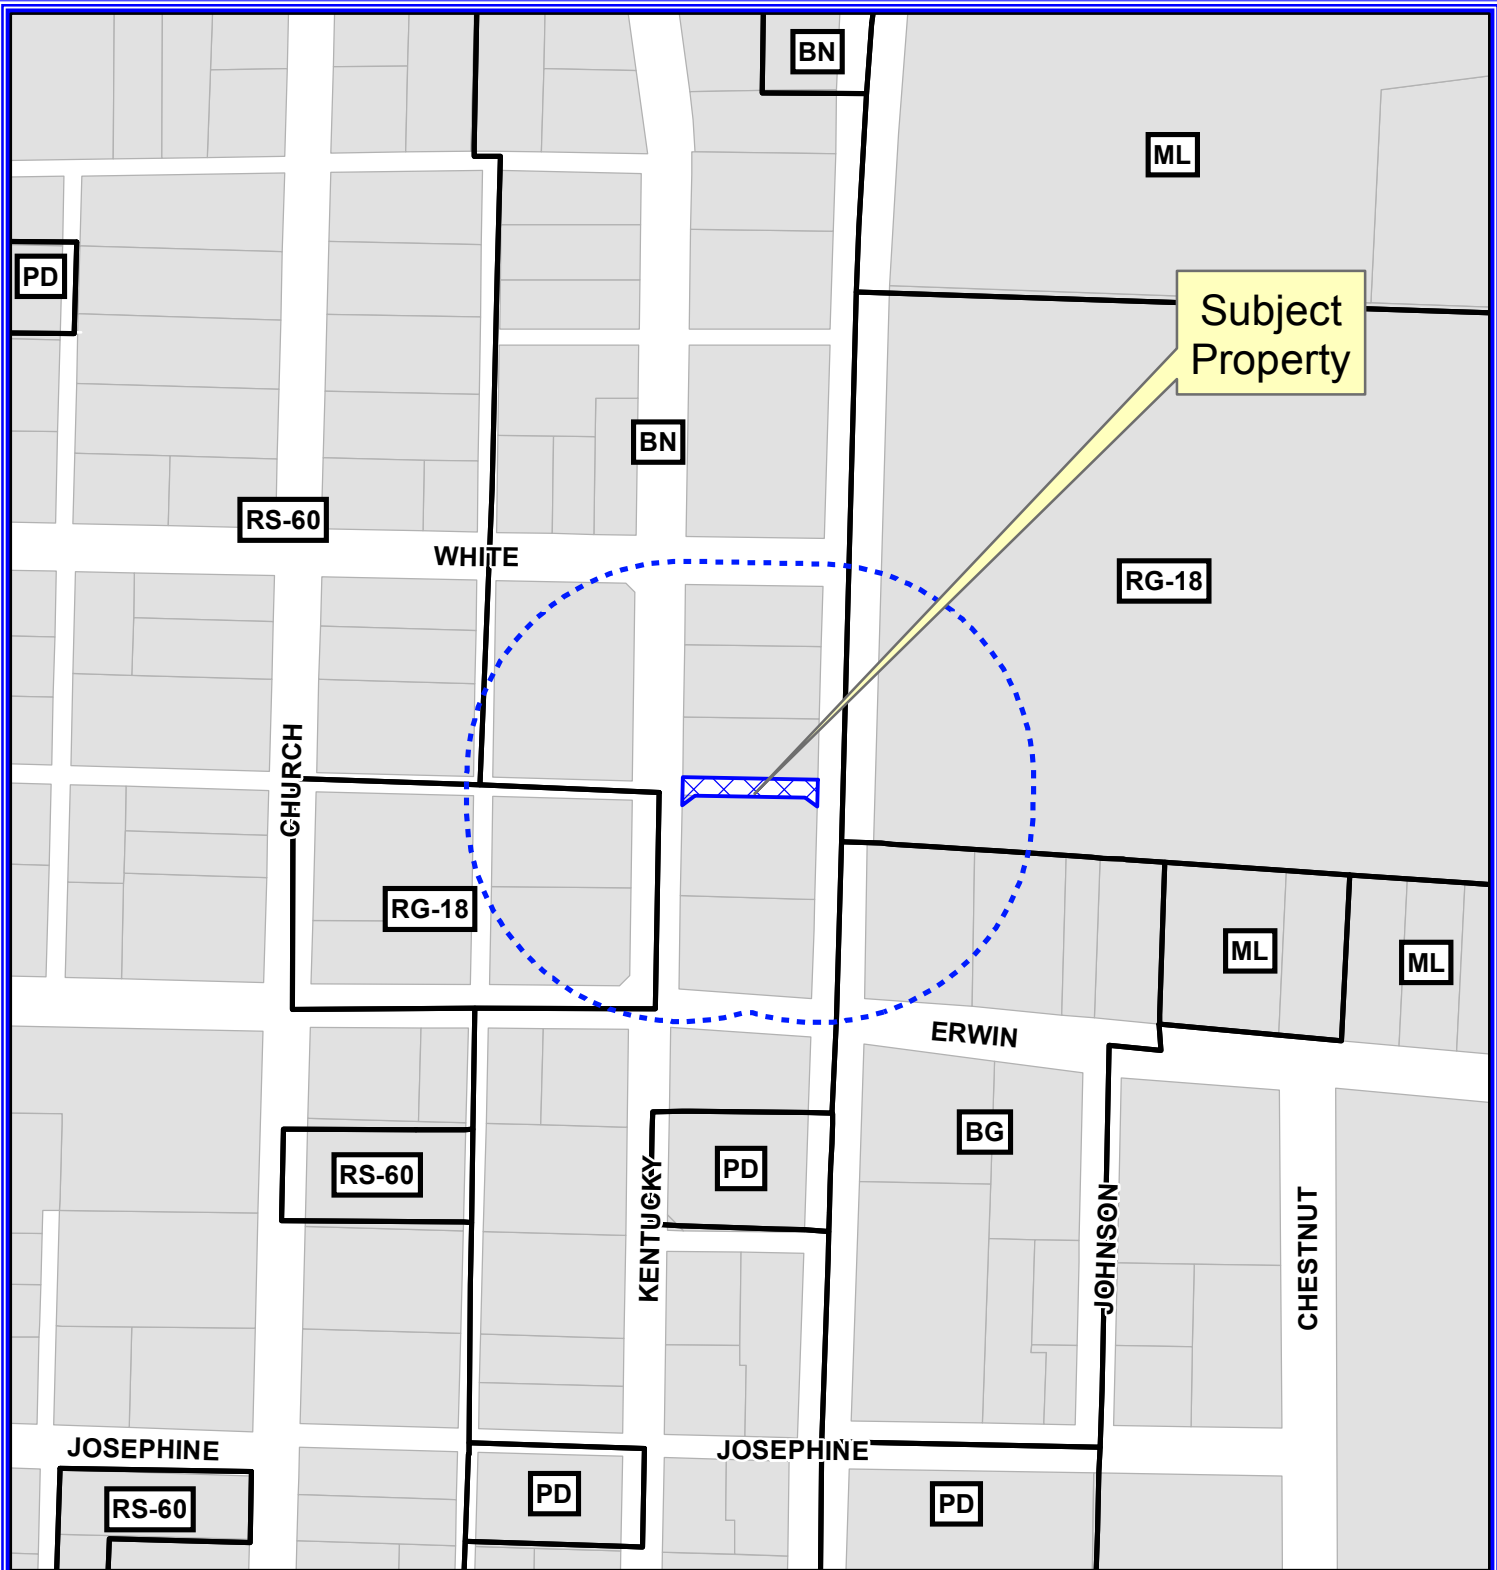 BN
ML
PD
Subject
Property
BN
RS-60
WHITE
RG-18
CHURCH
RG-18
ML
ML
ERWIN
BG
PD
RS-60
KENTUCKY
JOHNSON
CHESTNUT
JOSEPHINE
JOSEPHINE
PD
PD
RS-60